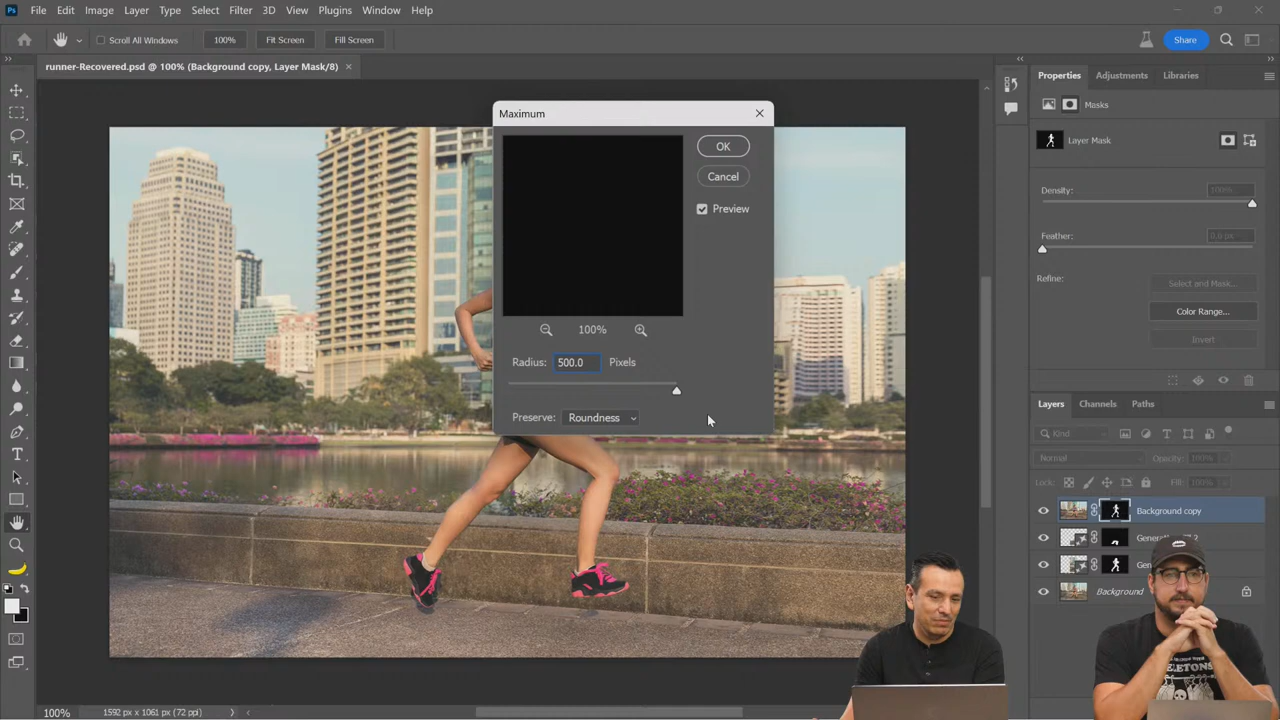 Ps File Edit Image Layer Type Select Filter 3D View Plugins Window Help
Scroll All Windows 100% Fit Screen Fill Screen Share
runner-Recovered.psd @ 100% (Background copy, Layer Mask/8)
Maximum
OK
Cancel
Preview
100%
Radius: 500.0 Pixels
Preserve: Roundness
Properties Adjustments Libraries
Masks
Layer Mask
Density: 100%
Feather: 0.0 px
Refine: Select and Mask...
Color Range...
Invert
Layers Channels Paths
Kind
Normal Opacity: 100%
Lock: Fill: 100%
Background copy
2
Background
100% 1592 px x 1061 px (72 ppi)